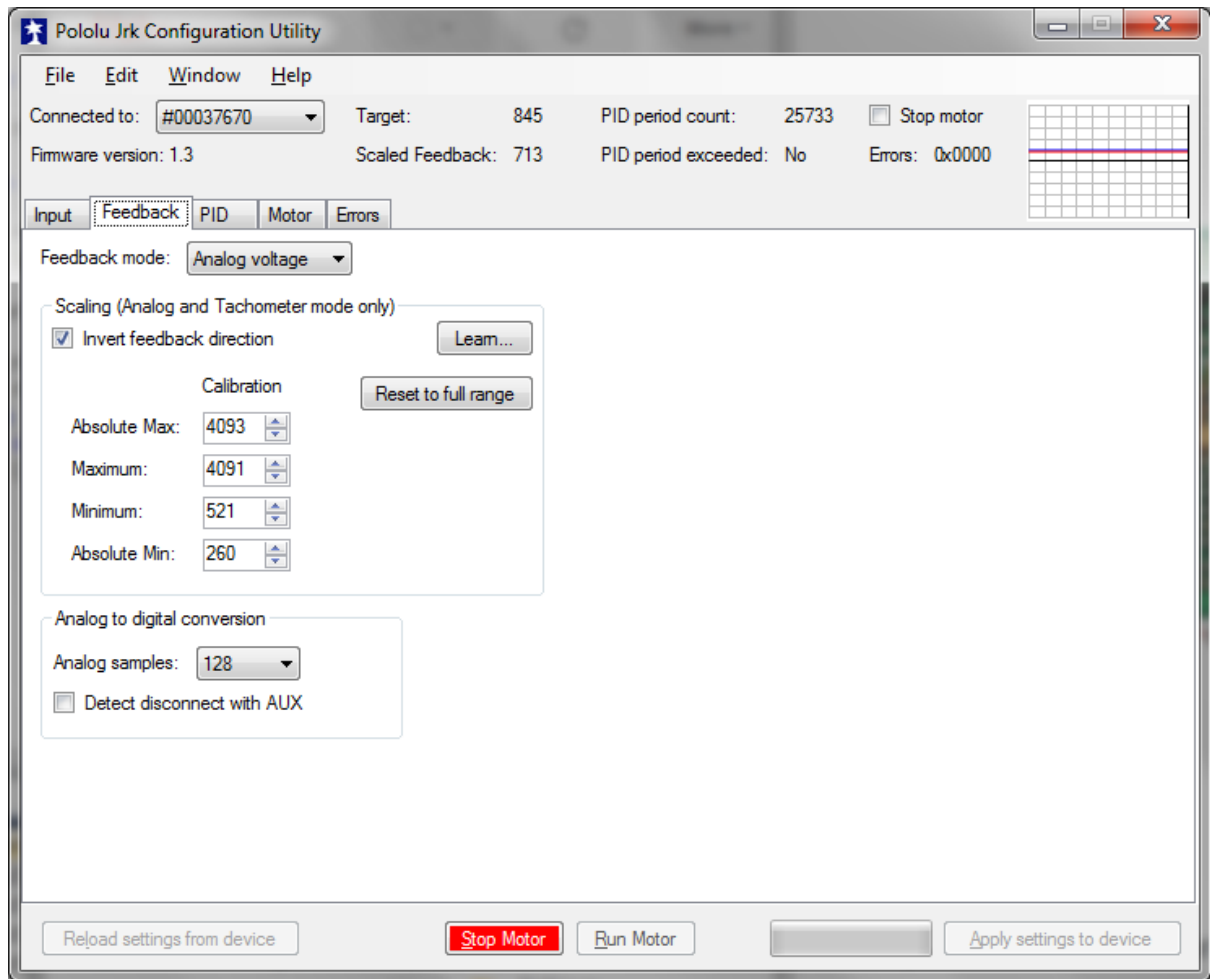 Pololu Jrk Configuration Utility
File Edit Window Help
Connected to: #00037670 Target: 845 PID period count: 25733 Stop motor
Firmware version: 1.3 Scaled Feedback: 713 PID period exceeded: No Errors: 0x0000
Input Feedback PID Motor Errors
Feedback mode: Analog voltage
Scaling (Analog and Tachometer mode only)
Invert feedback direction Learn...
Calibration Reset to full range
Absolute Max: 4093
Maximum: 4091
Minimum: 521
Absolute Min: 260
Analog to digital conversion
Analog samples: 128
Detect disconnect with AUX
Reload settings from device Stop Motor Run Motor Apply settings to device